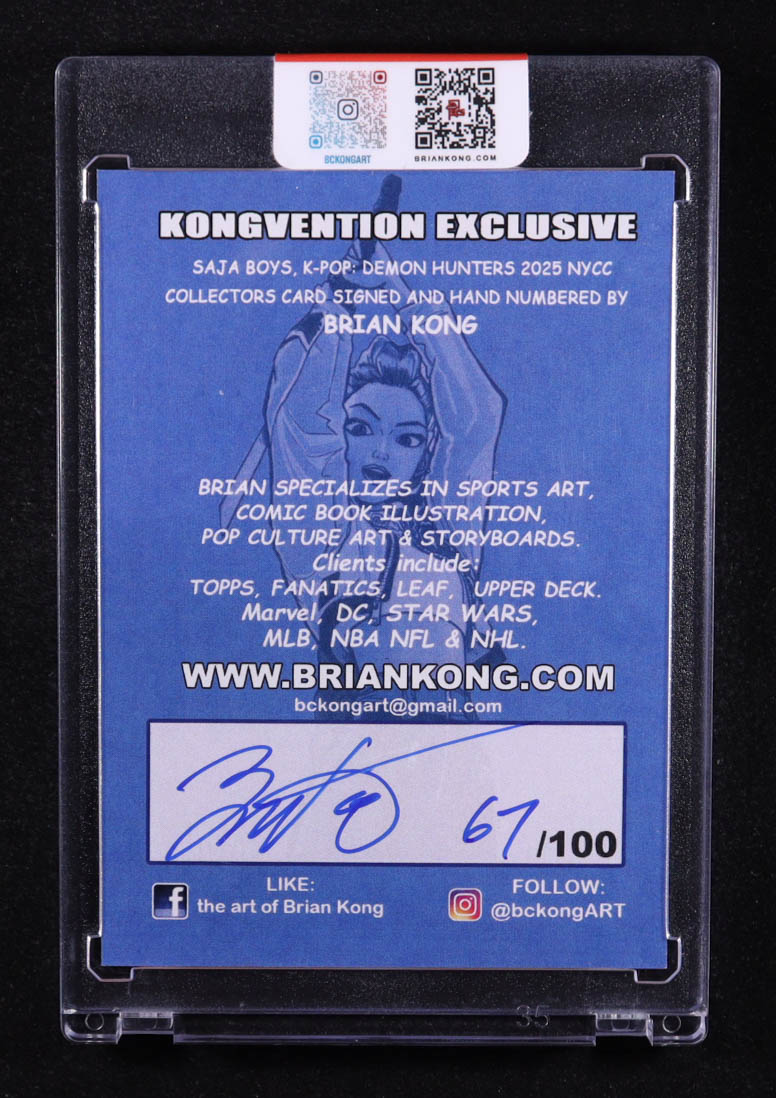 BCKONGART
BRIANKONG.COM
KONGVENTION EXCLUSIVE
SAJA BOYS, K-POP: DEMON HUNTERS 2025 NYCC
COLLECTORS CARD SIGNED AND HAND NUMBERED BY
BRIAN KONG
BRIAN SPECIALIZES IN SPORTS ART,
COMIC BOOK ILLUSTRATION,
POP CULTURE ART & STORYBOARDS.
Clients include:
TOPPS, FANATICS, LEAF, UPPER DECK.
Marvel, DC, STAR WARS,
MLB, NBA NFL & NHL.
WWW.BRIANKONG.COM
bckongart@gmail.com
67 /100
LIKE:
the art of Brian Kong
FOLLOW:
@bckongART
35